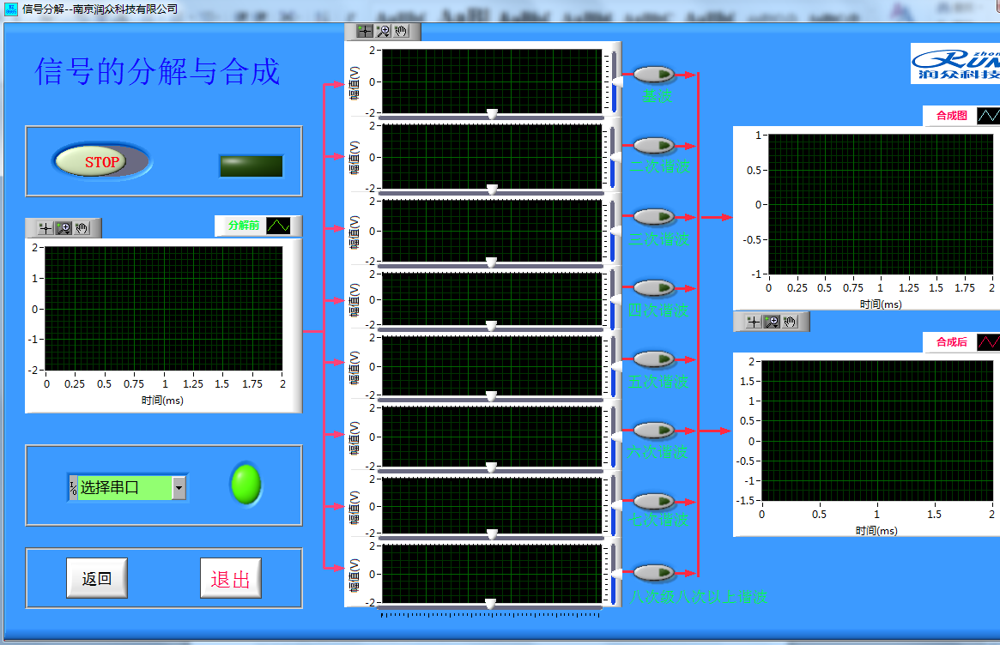 信号分解--南京润众科技有限公司
信号的分解与合成
STOP
分解前
2
1
0
-1
-2
0 0.25 0.5 0.75 1 1.25 1.5 1.75 2
时间(ms)
I/0
选择串口
返回
退出
幅值(V)
2
0
-2
基波
幅值(V)
2
0
-2
二次谐波
幅值(V)
2
0
-2
三次谐波
幅值(V)
2
0
-2
四次谐波
幅值(V)
2
0
-2
五次谐波
幅值(V)
2
0
-2
六次谐波
幅值(V)
2
0
-2
七次谐波
幅值(V)
2
0
-2
八次级八次以上谐波
zhon
RUN
润众科技
合成图
1
0.5
0
-0.5
-1
0 0.25 0.5 0.75 1 1.25 1.5 1.75 2
时间(ms)
合成后
2
1.5
1
0.5
0
-0.5
-1
-1.5
0 0.5 1 1.5 2
时间(ms)